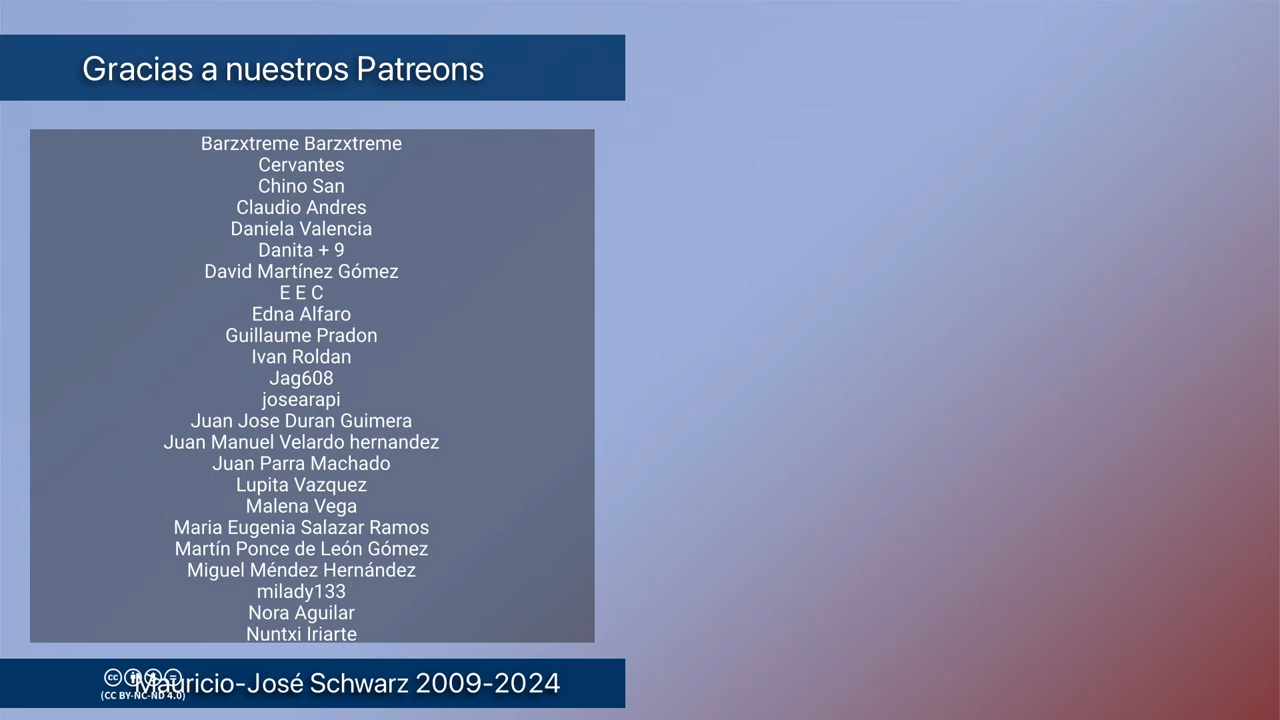 Gracias a nuestros Patreons
Barzxtreme Barzxtreme
Cervantes
Chino San
Claudio Andres
Daniela Valencia
Danita + 9
David Martínez Gómez
E E C
Edna Alfaro
Guillaume Pradon
Ivan Roldan
Jag608
josearapi
Juan Jose Duran Guimera
Juan Manuel Velardo hernandez
Juan Parra Machado
Lupita Vazquez
Malena Vega
Maria Eugenia Salazar Ramos
Martín Ponce de León Gómez
Miguel Méndez Hernández
milady133
Nora Aguilar
Nuntxi Iriarte
Mauricio-José Schwarz 2009-2024
(CC BY-NC-ND 4.0)